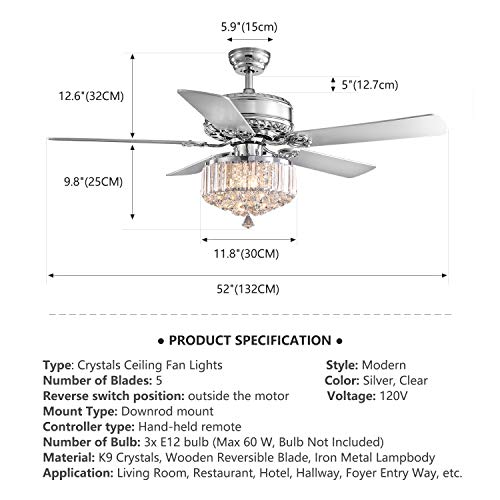 5.9"(15cm)
5"(12.7cm)
12.6"(32CM)
9.8"(25CM)
11.8"(30CM)
52"(132CM)
● PRODUCT SPECIFICATION ●
Type: Crystals Ceiling Fan Lights
Style: Modern
Number of Blades: 5
Color: Silver, Clear
Reverse switch position: outside the motor
Voltage: 120V
Mount Type: Downrod mount
Controller type: Hand-held remote
Number of Bulb: 3x E12 bulb (Max 60 W, Bulb Not Included)
Material: K9 Crystals, Wooden Reversible Blade, Iron Metal Lampbody
Application: Living Room, Restaurant, Hotel, Hallway, Foyer Entry Way, etc.